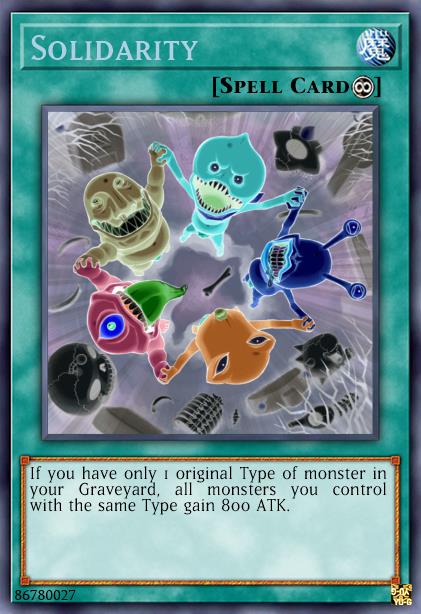 SOLIDARITY
魔
[SPELL CARD]
If you have only 1 original Type of monster in
your Graveyard, all monsters you control
with the same Type gain 800 ATK.
86780027